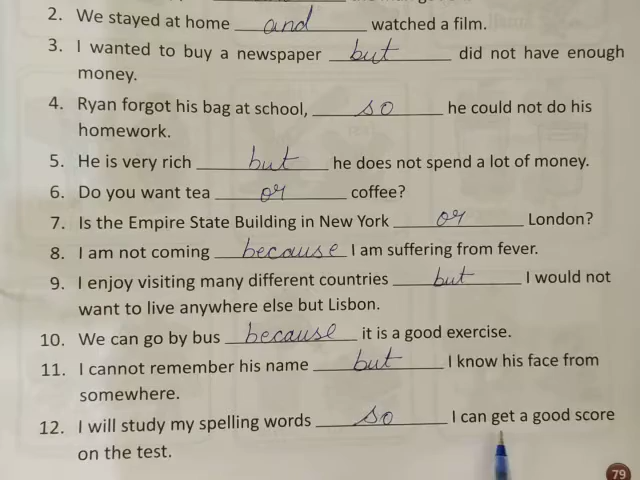 2. We stayed at home and watched a film.
3. I wanted to buy a newspaper but did not have enough
money.
4. Ryan forgot his bag at school, so he could not do his
homework.
5. He is very rich but he does not spend a lot of money.
6. Do you want tea or coffee?
7. Is the Empire State Building in New York or London?
8. I am not coming because I am suffering from fever.
9. I enjoy visiting many different countries but I would not
want to live anywhere else but Lisbon.
10. We can go by bus because it is a good exercise.
11. I cannot remember his name but I know his face from
somewhere.
12. I will study my spelling words so I can get a good score
on the test.
79